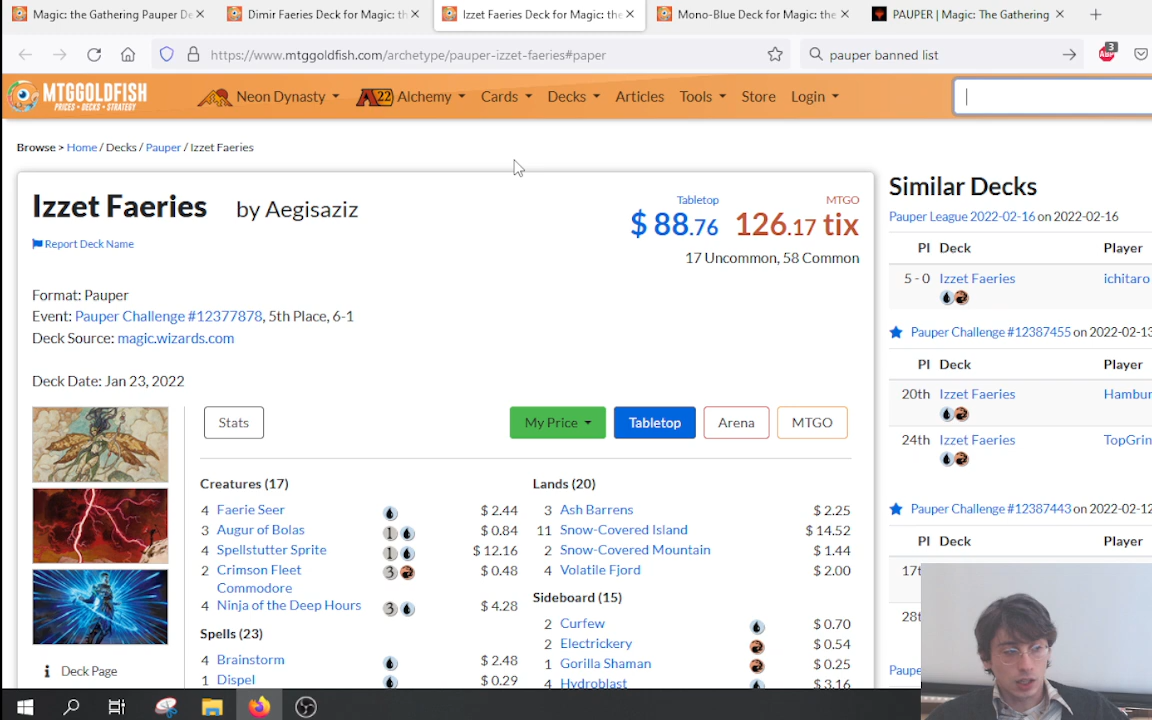 Magic: the Gathering Pauper De
Dimir Faeries Deck for Magic: th
Izzet Faeries Deck for Magic: the
Mono-Blue Deck for Magic: the
PAUPER | Magic: The Gathering
https://www.mtggoldfish.com/archetype/pauper-izzet-faeries#paper
pauper banned list
3
MTGGOLDFISH
PRICES • DECKS • STRATEGY
Neon Dynasty
A22 Alchemy
Cards
Decks
Articles
Tools
Store
Login
Browse > Home / Decks / Pauper / Izzet Faeries
Izzet Faeries by Aegisaziz
Report Deck Name
Tabletop
$ 88.76
MTGO
126.17 tix
17 Uncommon, 58 Common
Format: Pauper
Event: Pauper Challenge #12377878, 5th Place, 6-1
Deck Source: magic.wizards.com
Deck Date: Jan 23, 2022
Stats
My Price
Tabletop
Arena
MTGO
Creatures (17)
4 Faerie Seer $ 2.44
3 Augur of Bolas 1 $ 0.84
4 Spellstutter Sprite 1 $ 12.16
2 Crimson Fleet 3 $ 0.48
Commodore
4 Ninja of the Deep Hours 3 $ 4.28
Spells (23)
4 Brainstorm $ 2.48
1 Dispel $ 0.29
Lands (20)
3 Ash Barrens $ 2.25
11 Snow-Covered Island $ 14.52
2 Snow-Covered Mountain $ 1.44
4 Volatile Fjord $ 2.00
Sideboard (15)
2 Curfew $ 0.70
2 Electrickery $ 0.54
1 Gorilla Shaman $ 0.25
4 Hydroblast $ 3.16
Deck Page
Similar Decks
Pauper League 2022-02-16 on 2022-02-16
Pl Deck Player
5 - 0 Izzet Faeries ichitaro
Pauper Challenge #12387455 on 2022-02-13
Pl Deck Player
20th Izzet Faeries Hambur
24th Izzet Faeries TopGrin
Pauper Challenge #12387443 on 2022-02-12
Pl Deck Player
17t
28t
Paupe